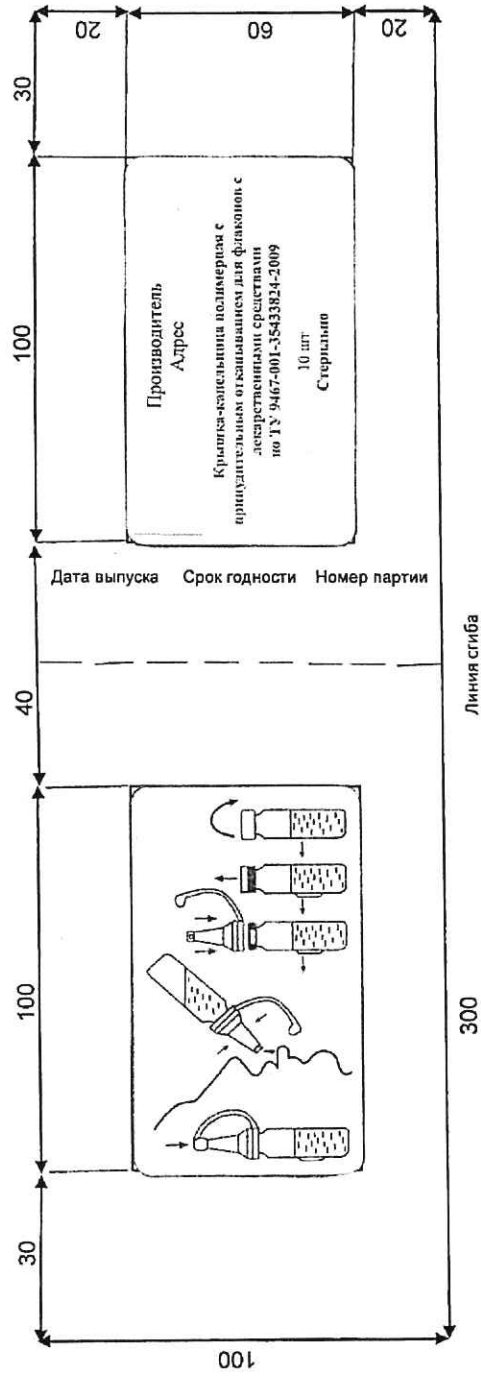 30
100
40
100
30
20
60
20
100
300
Производитель
Адрес
Крышка-капельница полимерная с
принудительным откапыванием для флаконов с
лекарственными средствами
по ТУ 9467-001-35433824-2009
10 шт
Стерильно
Дата выпуска
Срок годности
Номер партии
Линия сгиба